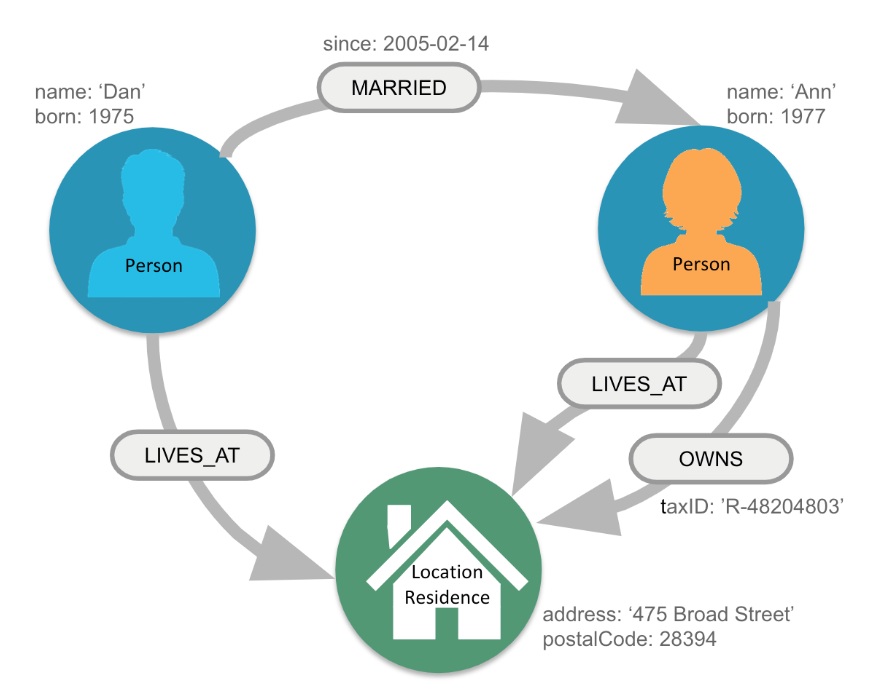 since: 2005-02-14
MARRIED
name: ‘Dan’
born: 1975
name: ‘Ann’
born: 1977
Person
Person
LIVES_AT
LIVES_AT
OWNS
taxID: ’R-48204803’
Location
Residence
address: ‘475 Broad Street’
postalCode: 28394